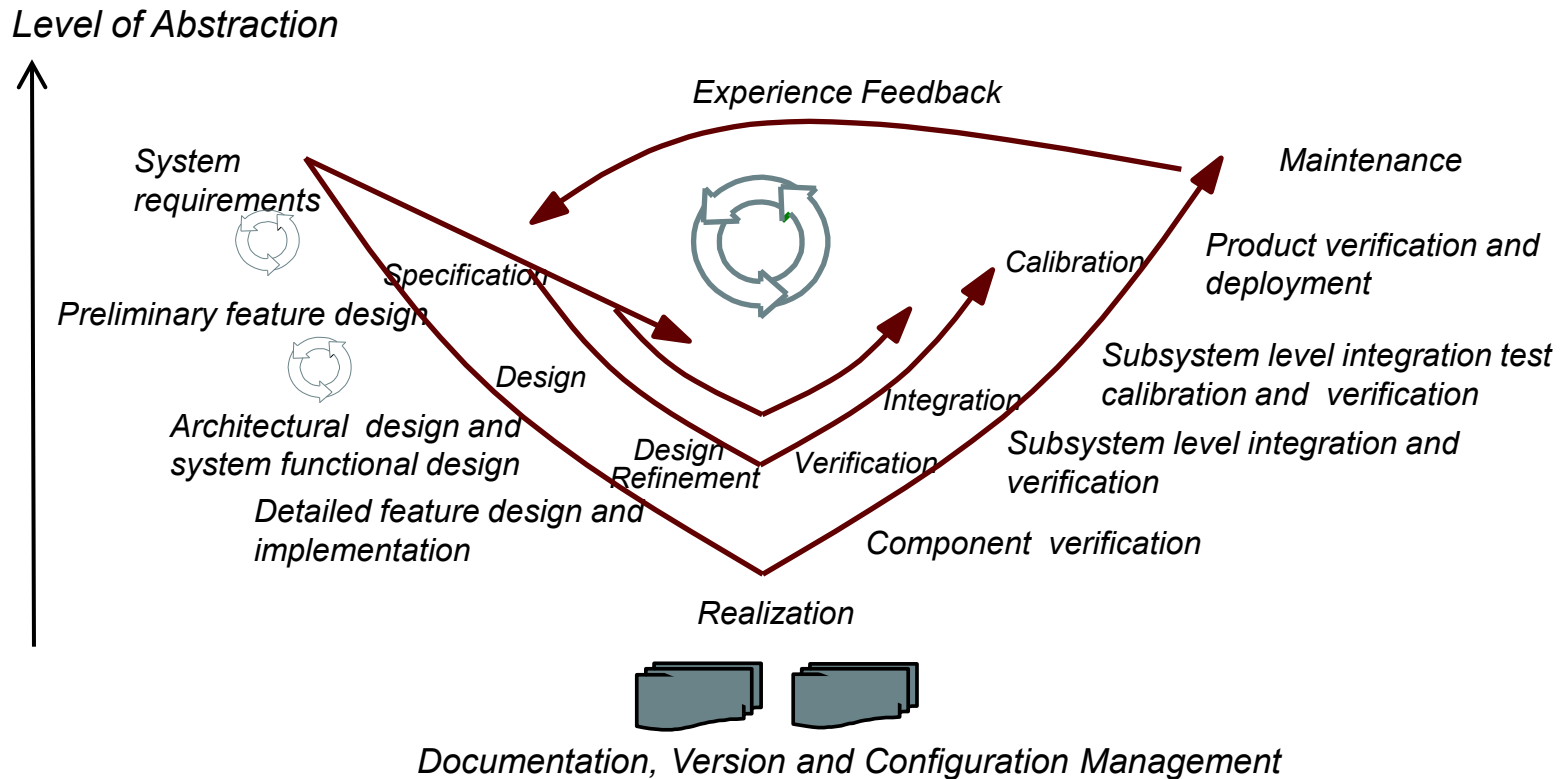 Level of Abstraction
Experience Feedback
System
requirements
Maintenance
Specification
Calibration
Product verification and
deployment
Preliminary feature design
Design
Subsystem level integration test
calibration and verification
Integration
Architectural design and
system functional design
Design
Refinement
Verification
Subsystem level integration and
verification
Detailed feature design and
implementation
Component verification
Realization
Documentation, Version and Configuration Management